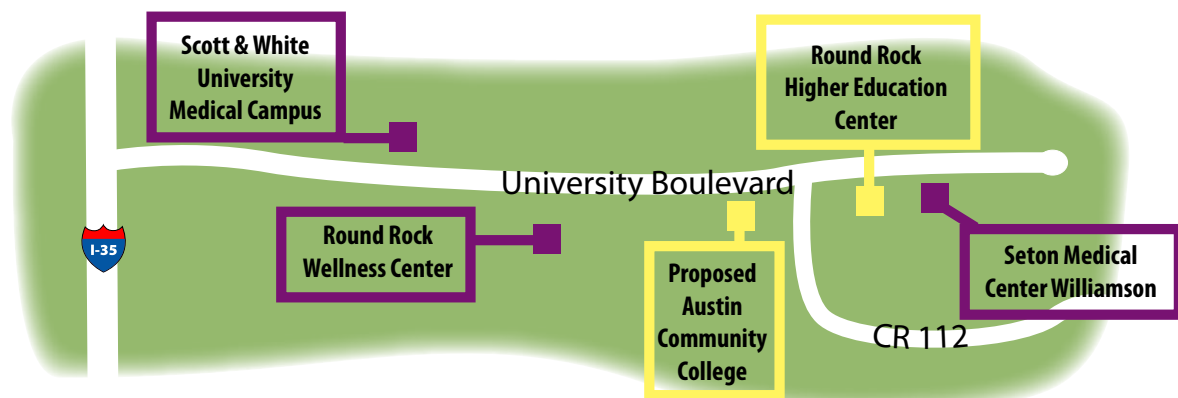 Scott & White
University
Medical Campus
Round Rock
Higher Education
Center
University Boulevard
I-35
Round Rock
Wellness Center
Proposed
Austin
Community
College
Seton Medical
Center Williamson
CR 112